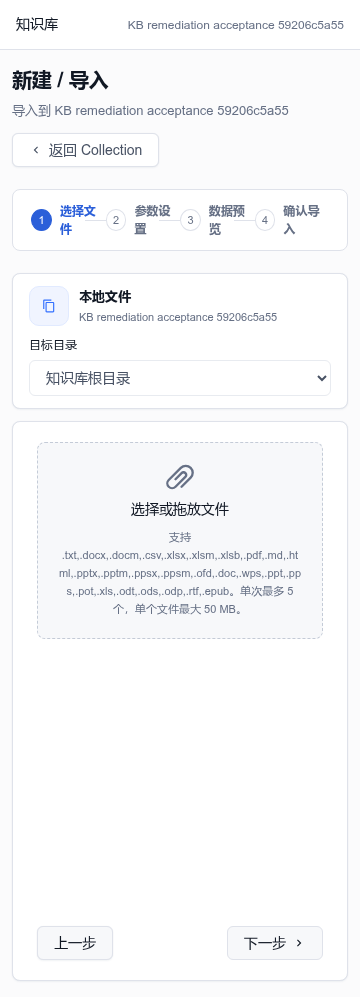 知识库
KB remediation acceptance 59206c5a55
新建 / 导入
导入到 KB remediation acceptance 59206c5a55
返回 Collection
1 选择文件
2 参数设置
3 数据预览
4 确认导入
本地文件
KB remediation acceptance 59206c5a55
目标目录
知识库根目录
选择或拖放文件
支持
.txt,.docx,.docm,.csv,.xlsx,.xlsm,.xlsb,.pdf,.md,.ht
ml,.pptx,.pptm,.ppsx,.ppsm,.ofd,.doc,.wps,.ppt,.pp
s,.pot,.xls,.odt,.ods,.odp,.rtf,.epub。单次最多 5
个，单个文件最大 50 MB。
上一步
下一步